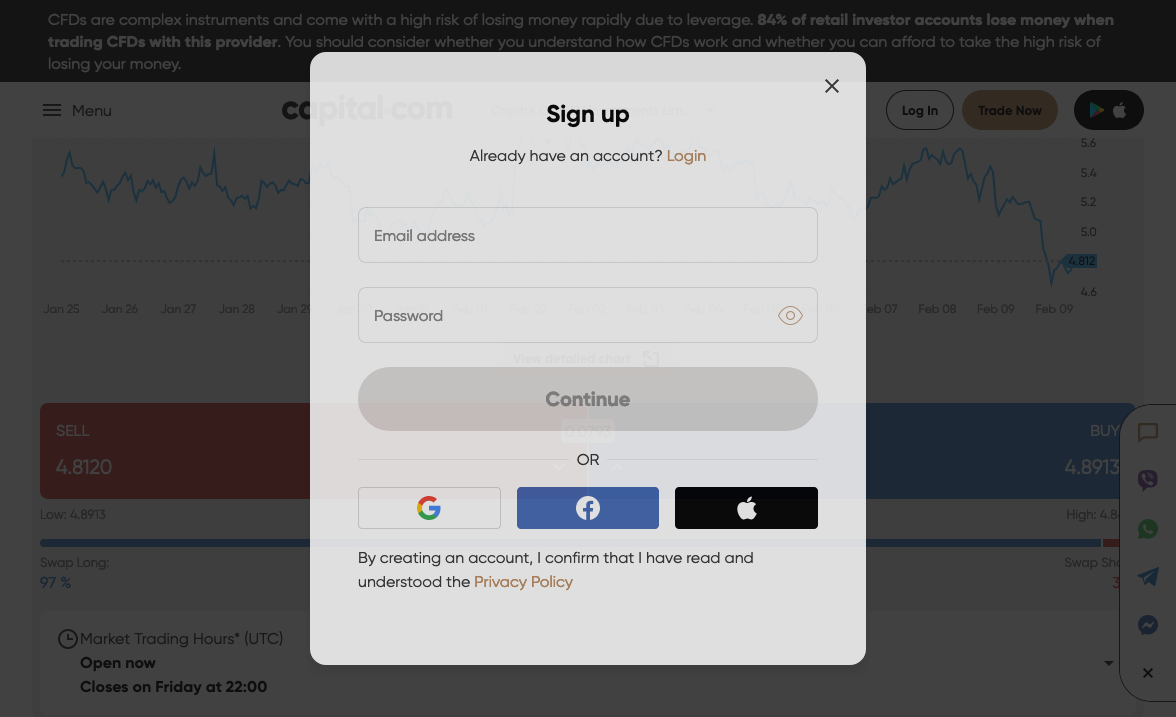 CFDs are complex instruments and come with a high risk of losing money rapidly due to leverage. 84% of retail investor accounts lose money when
trading CFDs with this provider. You should consider whether you understand how CFDs work and whether you can afford to take the high risk of
losing your money.
Menu
capital.com
Log In
Trade Now
Sign up
Already have an account? Login
Email address
Password
Continue
OR
By creating an account, I confirm that I have read and
understood the Privacy Policy
5.6
5.4
5.2
5.0
4.812
4.6
Jan 25 Jan 26 Jan 27 Jan 28 Jan 29
Feb 07 Feb 08 Feb 09 Feb 09
View detailed chart
SELL
4.8120
0.0793
BUY
4.8913
Low: 4.8913
High: 4.8
Swap Long:
97 %
Swap Sho
3
Market Trading Hours* (UTC)
Open now
Closes on Friday at 22:00